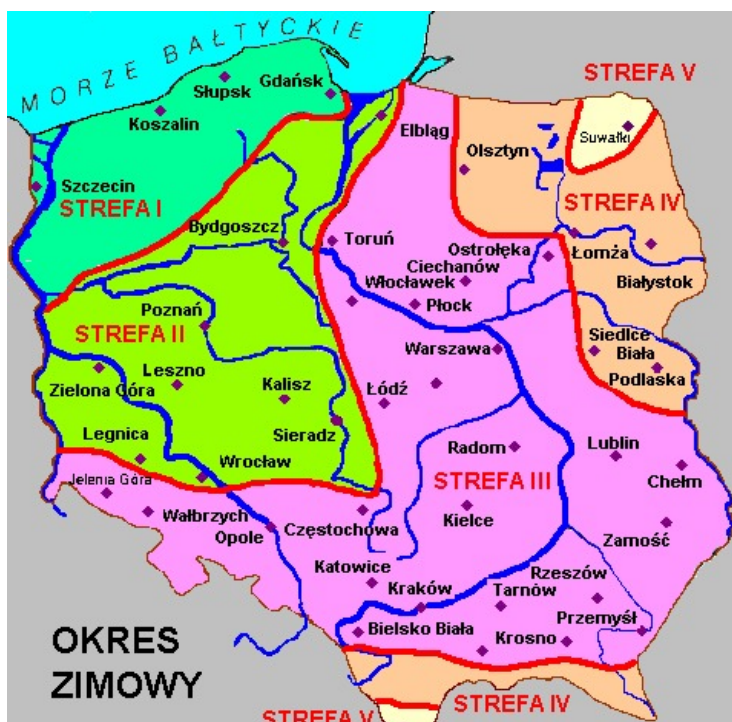 MORZE BAŁTYCKIE
STREFA V
Słupsk
Gdańsk
Koszalin
Elbląg
Suwałki
Olsztyn
Szczecin
STREFA I
STREFA IV
Bydgoszcz
Toruń
Ostrołęka
Łomża
Ciechanów
Włocławek
Białystok
Płock
Poznań
STREFA II
Siedlce
Warszawa
Biała
Podlaska
Leszno
Zielona Góra
Kalisz
Łódź
Sieradz
Legnica
Radom
Lublin
Wrocław
Jelenia Góra
STREFA III
Chełm
Wałbrzych
Opole
Częstochowa
Kielce
Zamość
Katowice
Rzeszów
Kraków
Tarnów
Przemyśl
Bielsko Biała
Krosno
OKRES
ZIMOWY
STREFA IV
STREFA V